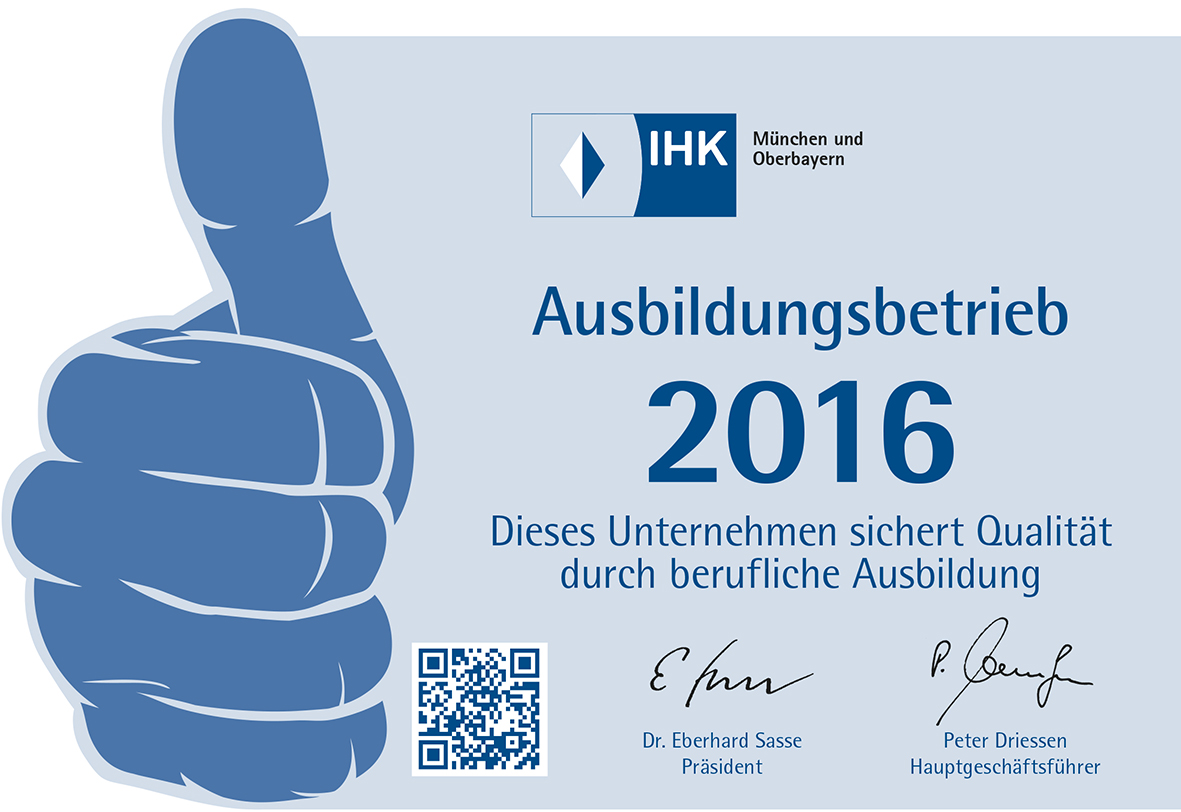 IHK
München und
Oberbayern
Ausbildungsbetrieb
2016
Dieses Unternehmen sichert Qualität
durch berufliche Ausbildung
Dr. Eberhard Sasse
Präsident
Peter Driessen
Hauptgeschäftsführer